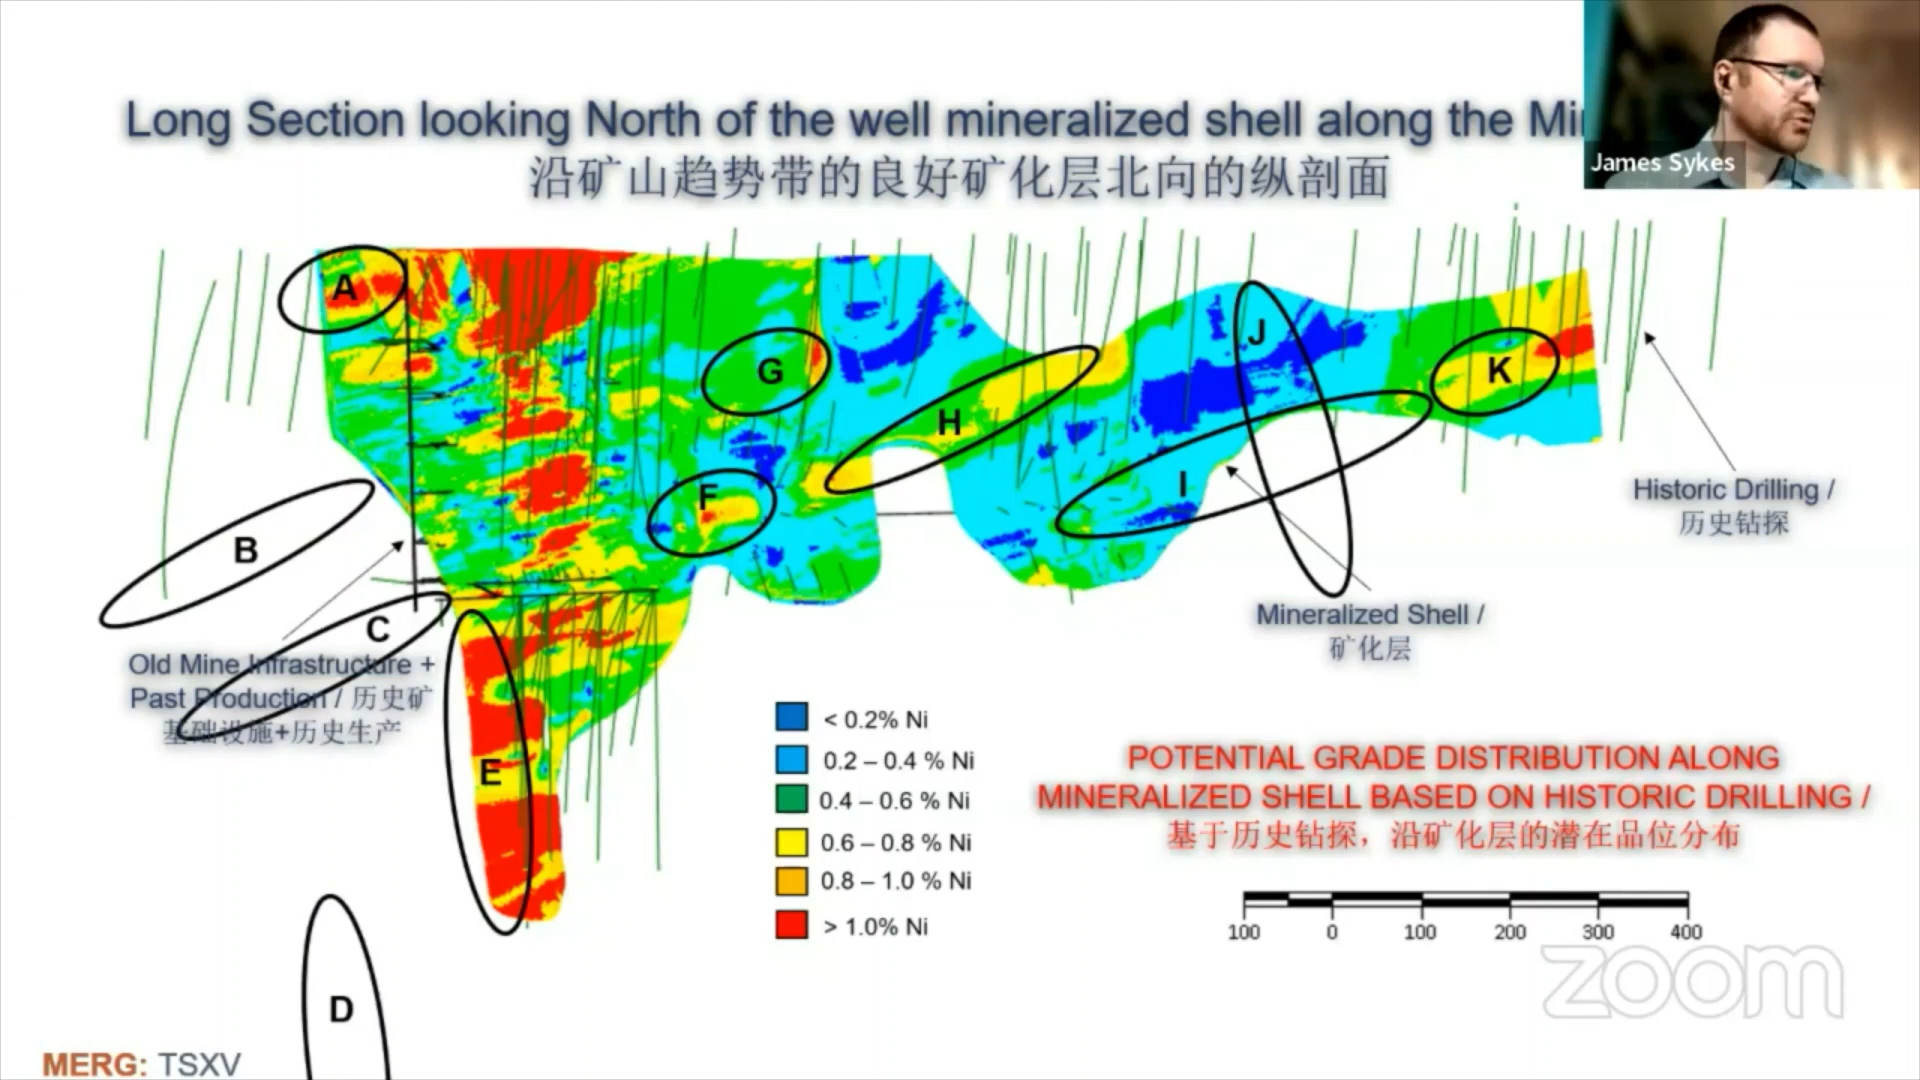 Long Section looking North of the well mineralized shell along the
沿矿山趋势带的良好矿化层北向的纵剖面
James Sykes
A
J
G
K
H
I
F
B
C
E
D
Historic Drilling /
历史钻探
Mineralized Shell /
矿化层
Old Mine Infrastructure +
Past Production / 历史矿
基础设施+历史生产
< 0.2% Ni
0.2 – 0.4 % Ni
0.4 – 0.6 % Ni
0.6 – 0.8 % Ni
0.8 – 1.0 % Ni
> 1.0% Ni
POTENTIAL GRADE DISTRIBUTION ALONG
MINERALIZED SHELL BASED ON HISTORIC DRILLING /
基于历史钻探，沿矿化层的潜在品位分布
100 0 100 200 300 400
zoom
MERG: TSXV